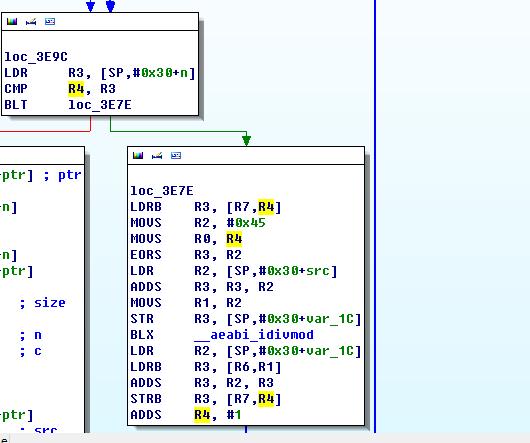 loc_3E9C
LDR R3, [SP,#0x30+n]
CMP R4, R3
BLT loc_3E7E
ptr] ; ptr
n]
n]
ptr]
; size
; n
; c
ptr]
; src
loc_3E7E
LDRB R3, [R7,R4]
MOVS R2, #0x45
MOVS R0, R4
EORS R3, R2
LDR R2, [SP,#0x30+src]
ADDS R3, R3, R2
MOVS R1, R2
STR R3, [SP,#0x30+var_1C]
BLX __aeabi_idivmod
LDR R2, [SP,#0x30+var_1C]
LDRB R3, [R6,R1]
ADDS R3, R2, R3
STRB R3, [R7,R4]
ADDS R4, #1
e